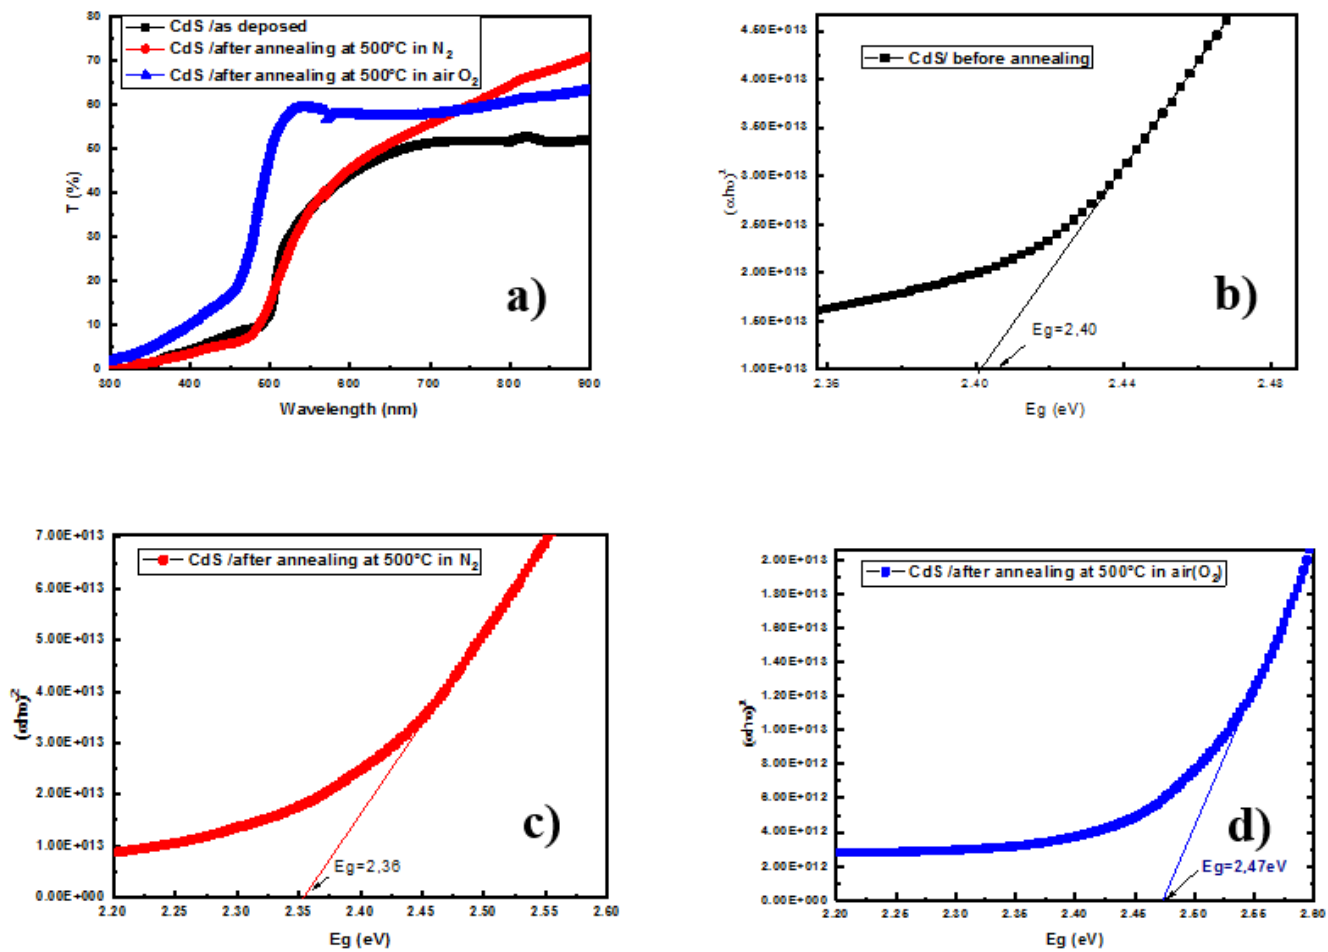 80
70
60
50
40
30
20
10
0
T (%)
CdS /as deposed
CdS /after annealing at 500°C in N2
CdS /after annealing at 500°C in air O2
a)
300
400
500
600
700
800
900
Wavelength (nm)
4.50E+013
4.00E+013
3.50E+013
3.00E+013
2.50E+013
2.00E+013
1.50E+013
1.00E+013
(αhυ)²
CdS/ before annealing
b)
Eg=2,40
2.36
2.40
2.44
2.48
Eg (eV)
7.00E+013
6.00E+013
5.00E+013
4.00E+013
3.00E+013
2.00E+013
1.00E+013
0.00E+000
(αhυ)²
CdS /after annealing at 500°C in N2
c)
Eg=2,36
2.20
2.25
2.30
2.35
2.40
2.45
2.50
2.55
2.60
Eg (eV)
2.00E+013
1.80E+013
1.60E+013
1.40E+013
1.20E+013
1.00E+013
8.00E+012
6.00E+012
4.00E+012
2.00E+012
0.00E+000
(αhυ)²
CdS /after annealing at 500°C in air(O2)
d)
Eg=2,47eV
2.20
2.25
2.30
2.35
2.40
2.45
2.50
2.55
2.60
Eg (eV)